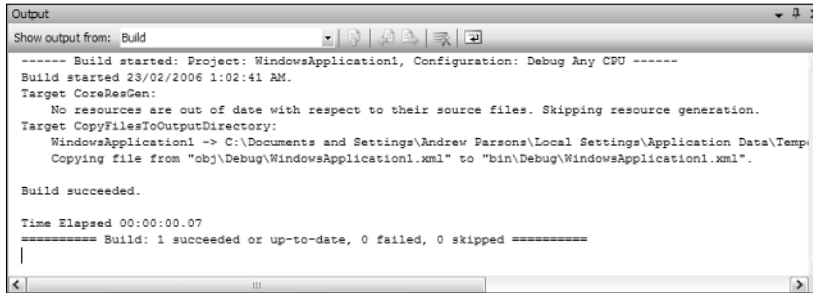 Output
Show output from: Build
------ Build started: Project: WindowsApplication1, Configuration: Debug Any CPU ------
Build started 23/02/2006 1:02:41 AM.
Target CoreResGen:
No resources are out of date with respect to their source files. Skipping resource generation.
Target CopyFilesToOutputDirectory:
WindowsApplication1 -> C:\Documents and Settings\Andrew Parsons\Local Settings\Application Data\Temp
Copying file from "obj\Debug\WindowsApplication1.xml" to "bin\Debug\WindowsApplication1.xml".
Build succeeded.
Time Elapsed 00:00:00.07
========== Build: 1 succeeded or up-to-date, 0 failed, 0 skipped ==========